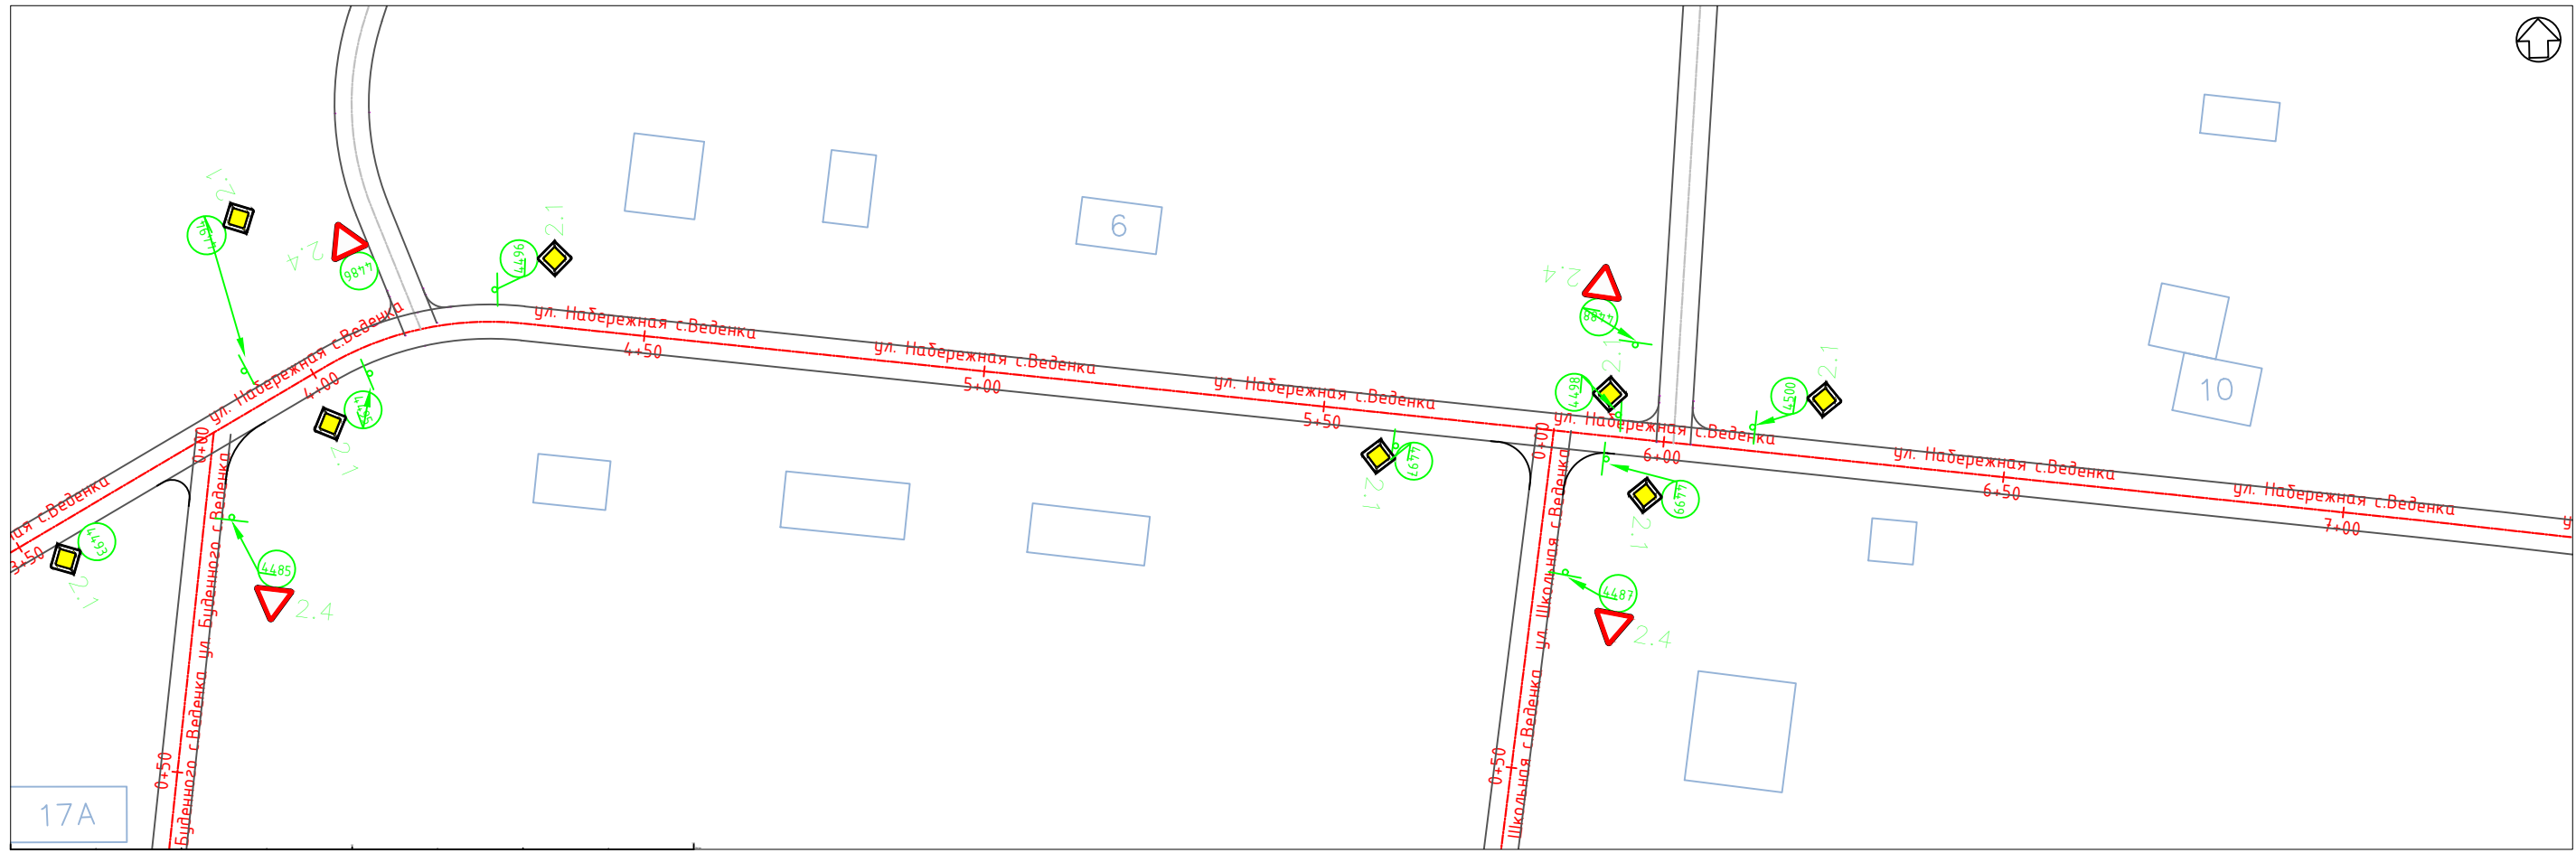 2.1
4494
2.4
4486
4496
2.1
6
2.4
4488
2.1
4498
4500
2.1
10
ул. Набережная с.Веденка
ул. Набережная с.Веденка
ул. Набережная с.Веденка
ул. Набережная с.Веденка
ул. Набережная с.Веденка
ул. Набережная с.Веденка
ул. Набережная с.Веденка
4+00
4+50
5+00
5+50
6+00
6+50
7+00
4495
2.1
0+00
ная с.Веденка
3+50
4493
2.1
4485
2.4
ул. Буденного с.Веденка
Буденного с.Веденка
0+50
17А
4497
2.1
0+00
4499
2.1
4487
2.4
ул. Школьная с.Веденка
Школьная с.Веденка
0+50
у